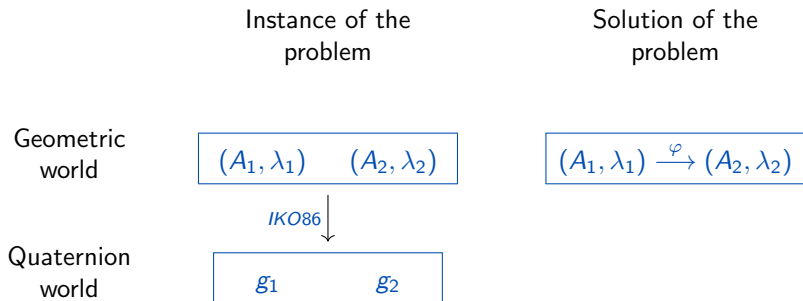 Instance of the problem
Solution of the problem
Geometric world
(A₁, λ₁) (A₂, λ₂)
(A₁, λ₁) —φ→ (A₂, λ₂)
IKO86
Quaternion world
g₁ g₂